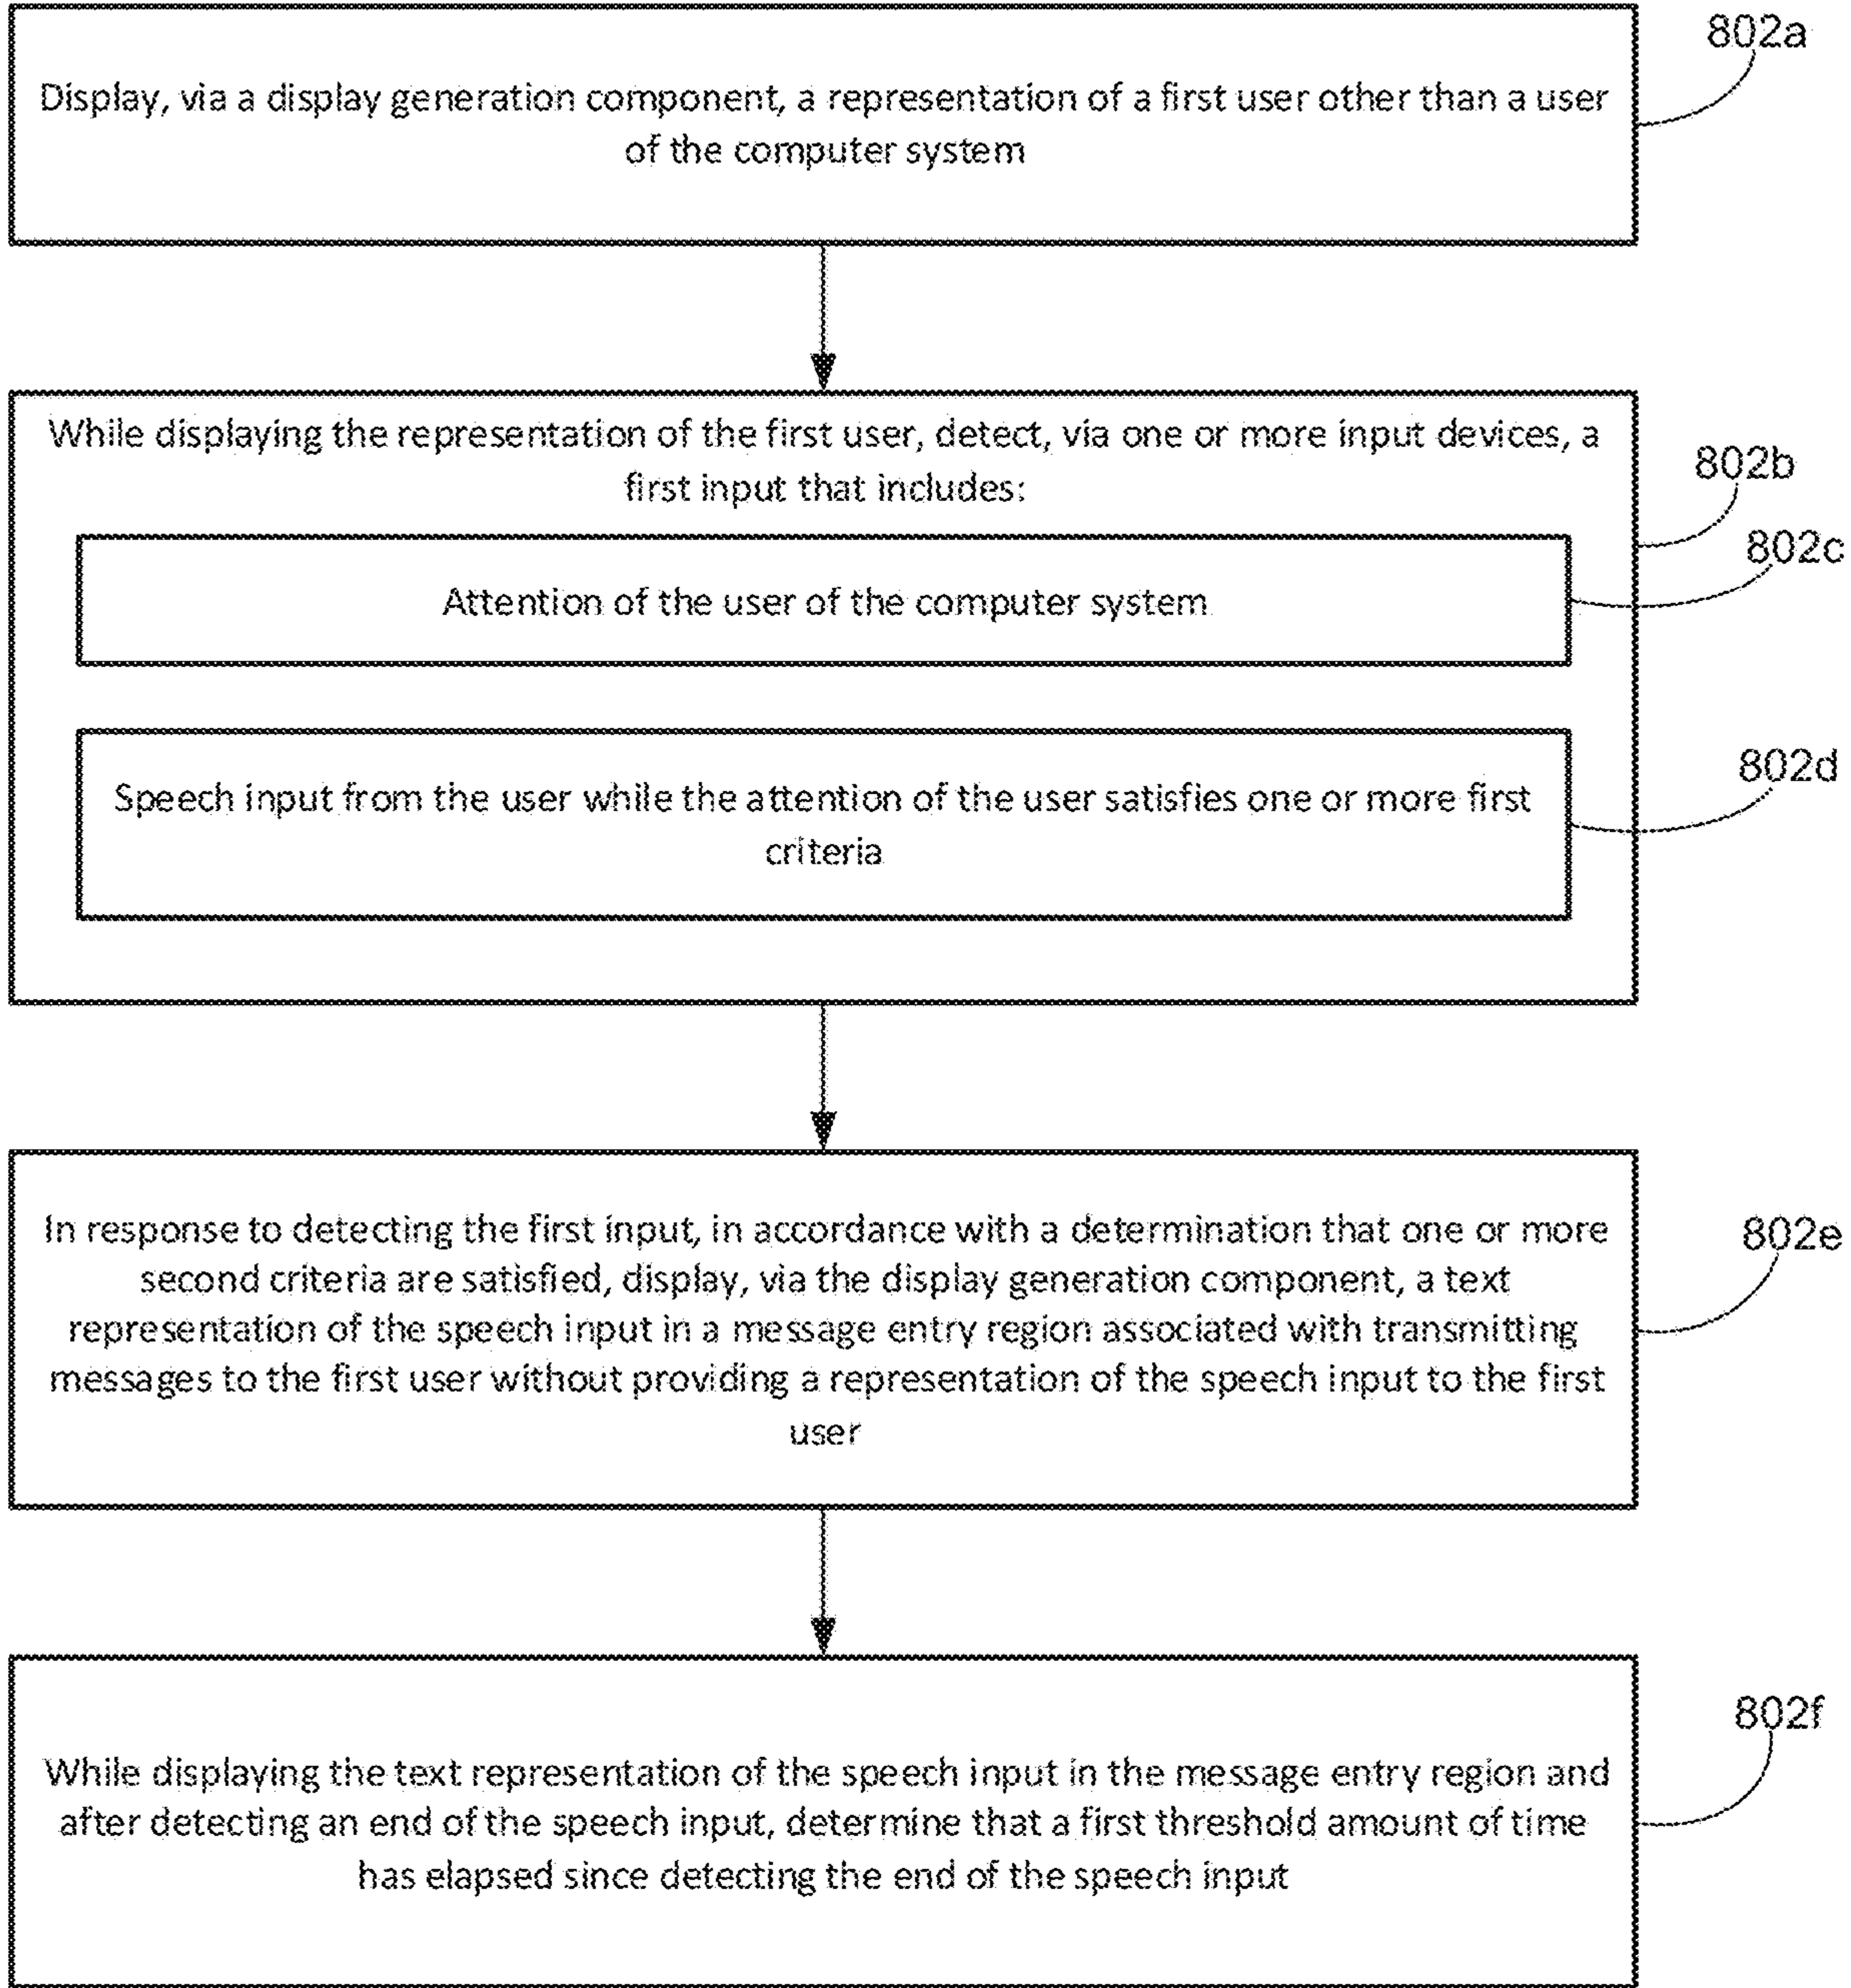 802a
Display, via a display generation component, a representation of a first user other than a user
of the computer system
While displaying the representation of the first user, detect, via one or more input devices, a
first input that includes:
802b
802c
Attention of the user of the computer system
802d
Speech input from the user while the attention of the user satisfies one or more first
criteria
In response to detecting the first input, in accordance with a determination that one or more
second criteria are satisfied, display, via the display generation component, a text
representation of the speech input in a message entry region associated with transmitting
messages to the first user without providing a representation of the speech input to the first
user
802e
While displaying the text representation of the speech input in the message entry region and
after detecting an end of the speech input, determine that a first threshold amount of time
has elapsed since detecting the end of the speech input
802f